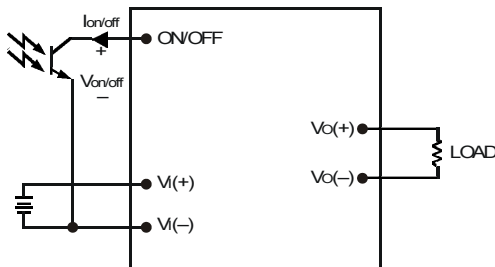 Ion/off
+
ON/OFF
Von/off
–
VO(+)
LOAD
VO(–)
Vi(+)
Vi(–)